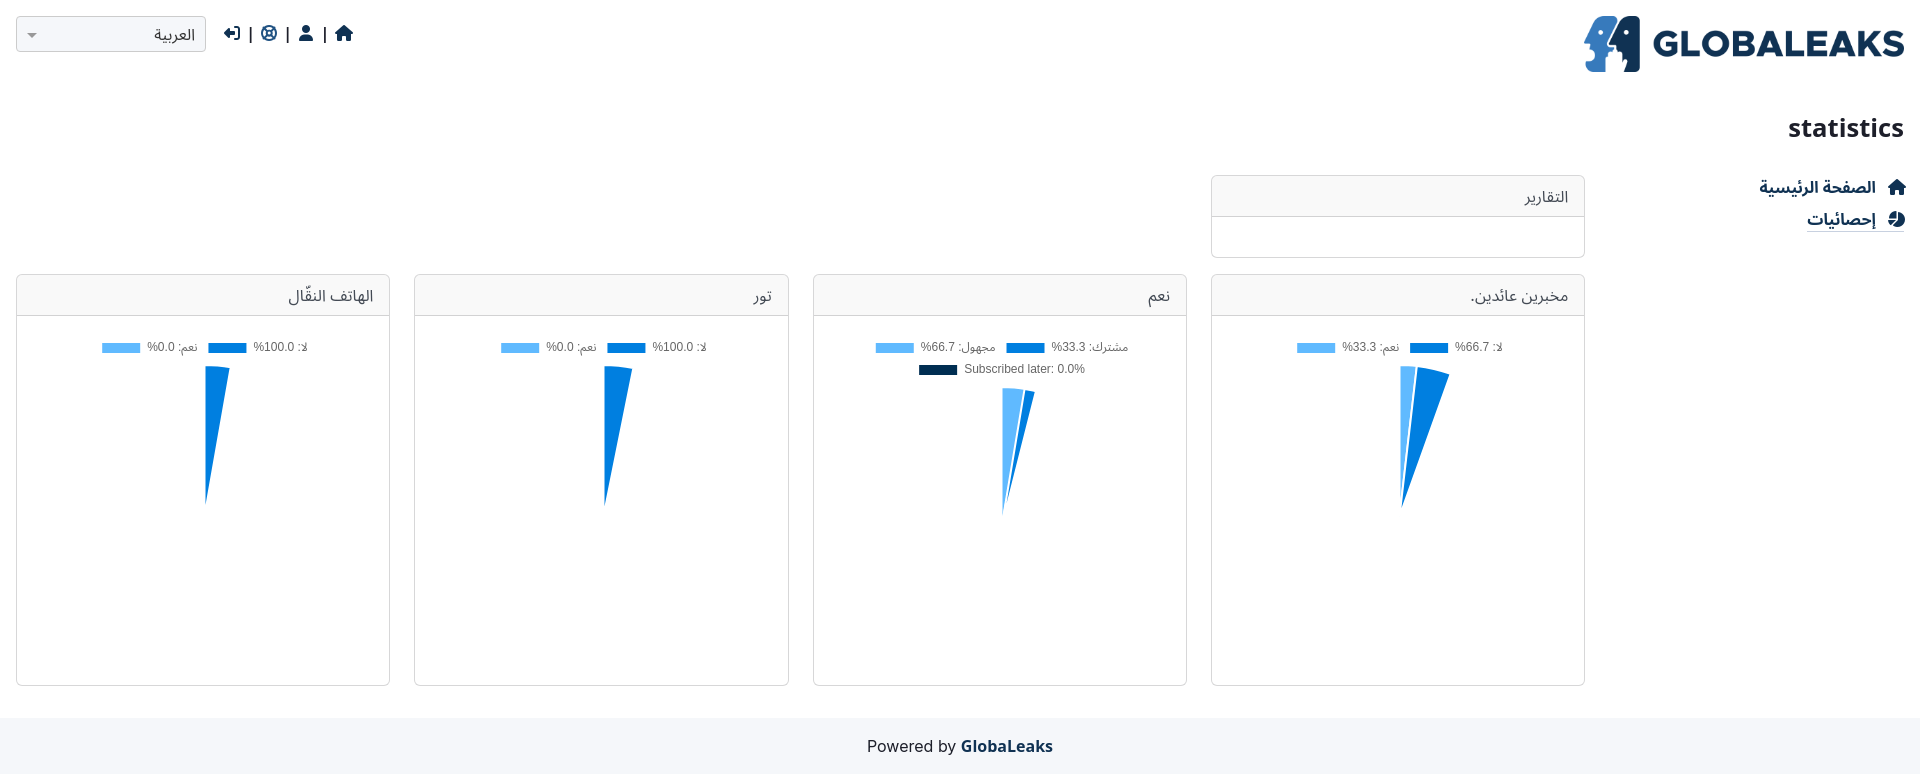 GLOBALEAKS
| | |
العربية
statistics
الصفحة الرئيسية
إحصائيات
التقارير
مخبرين عائدين.
لا: 66.7%
نعم: 33.3%
نعم
مشترك: 33.3%
مجهول: 66.7%
Subscribed later: 0.0%
تور
لا: 100.0%
نعم: 0.0%
الهاتف النقّال
لا: 100.0%
نعم: 0.0%
Powered by GlobaLeaks